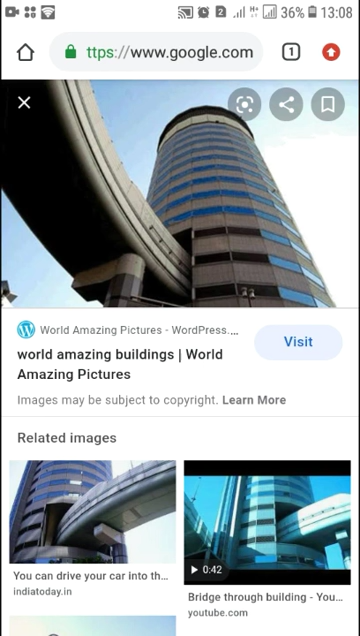 2 H+ 36% 13:08
ttps://www.google.com 1
World Amazing Pictures - WordPress....
Visit
world amazing buildings | World
Amazing Pictures
Images may be subject to copyright. Learn More
Related images
0:42
You can drive your car into th...
indiatoday.in
Bridge through building - You...
youtube.com